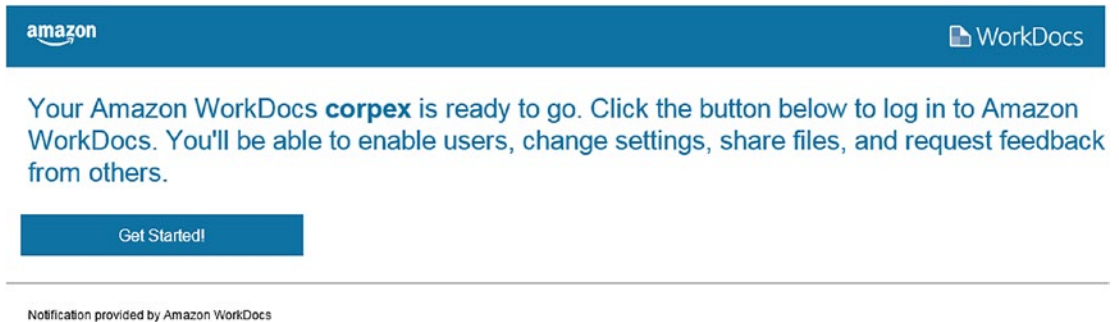 amazon
WorkDocs
Your Amazon WorkDocs corpex is ready to go. Click the button below to log in to Amazon
WorkDocs. You'll be able to enable users, change settings, share files, and request feedback
from others.
Get Started!
Notification provided by Amazon WorkDocs